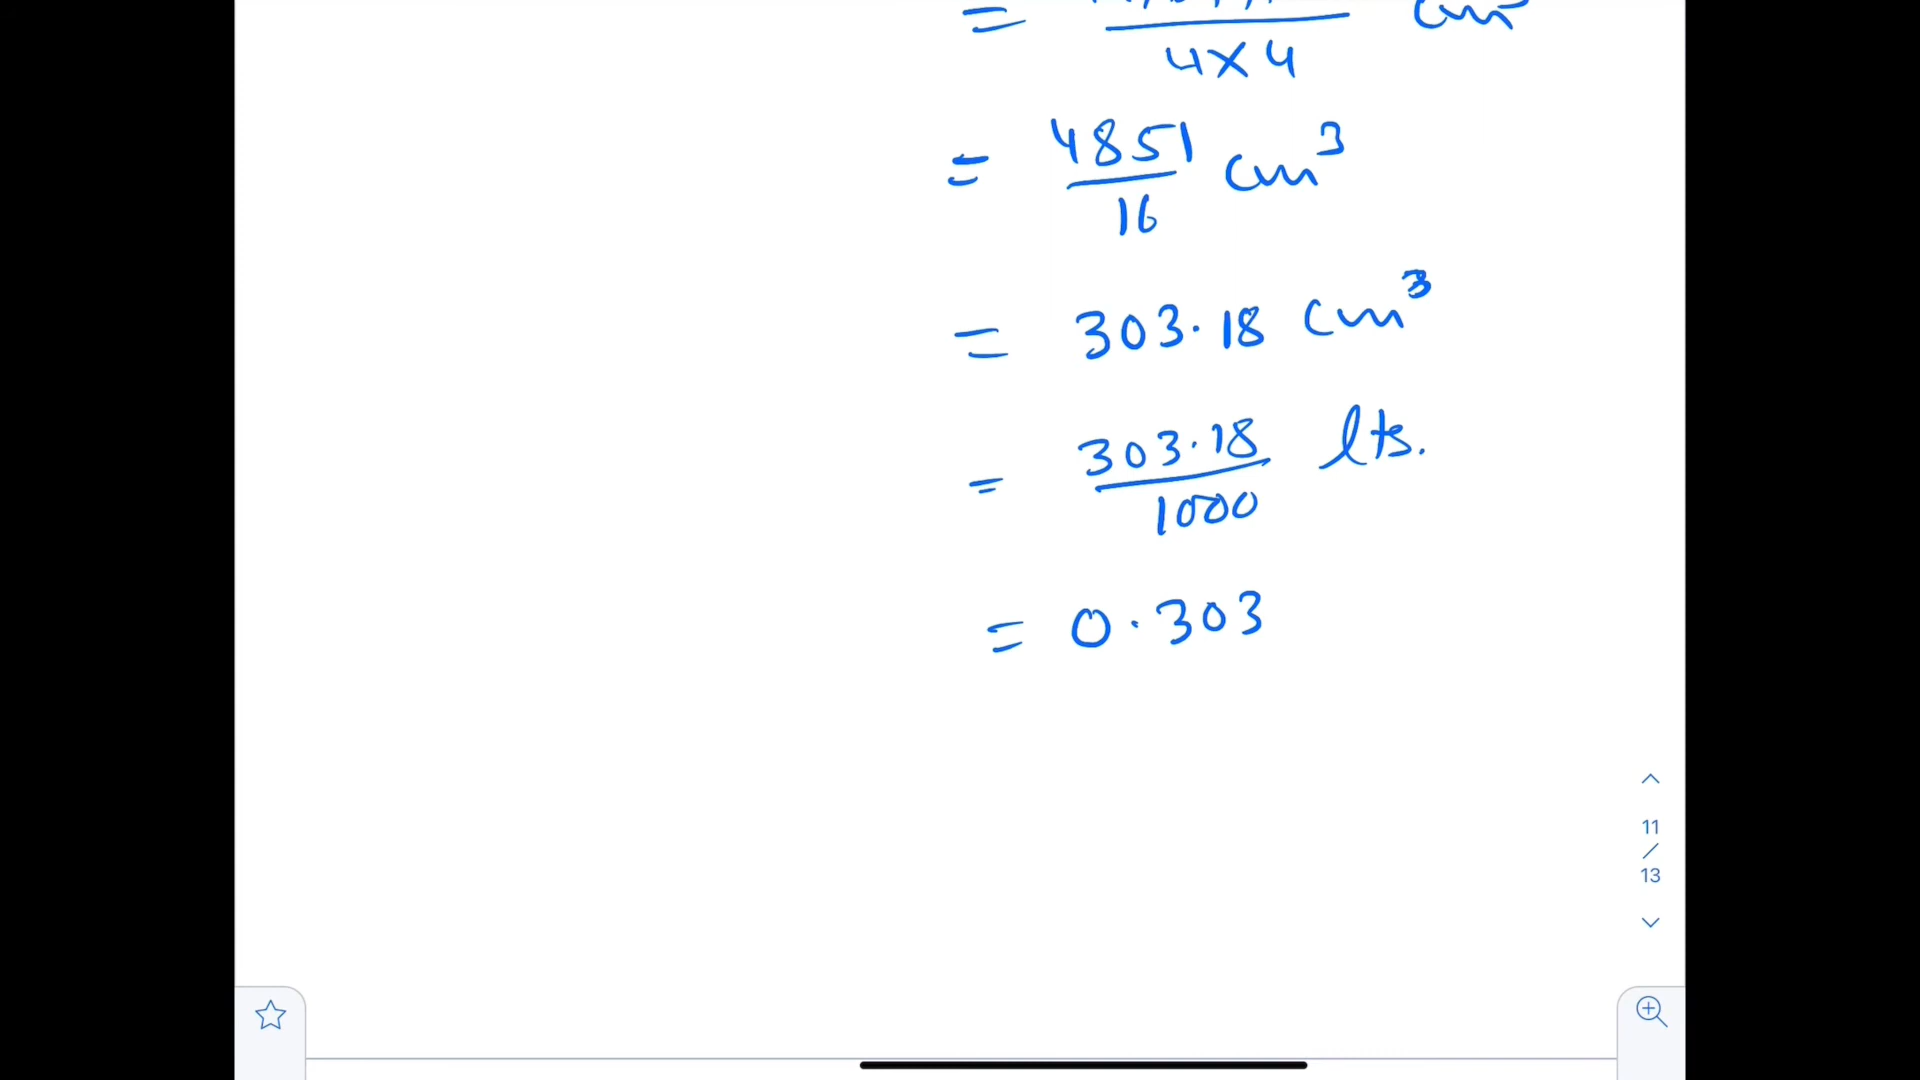 =
4×4
= 4851
16 cm³
= 303.18 cm³
= 303.18
1000 lts.
= 0.303
11
/
13